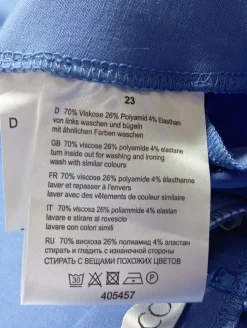 23
D
D 70% Viskose 26% Polyamid 4% Elasthan
von links waschen und bügeln
mit ähnlichen Farben waschen
GB 70% viscose 26% polyamide 4% elastane
turn inside out for washing and ironing
wash with similar colours
FR 70% viscose 26% polyamide 4% élasthanne
laver et repasser à l'envers
laver avec des vêtements de couleur similaire
IT 70% viscosa 26% poliammide 4% elastan
lavare e stirare al rovescio
lavare con colori simili
RU 70% вискоза 26% полиамид 4% эластан
стирать и гладить с изнаночной стороны
СТИРАТЬ С ВЕЩАМИ ПОХОЖИХ ЦВЕТОВ
30
405457